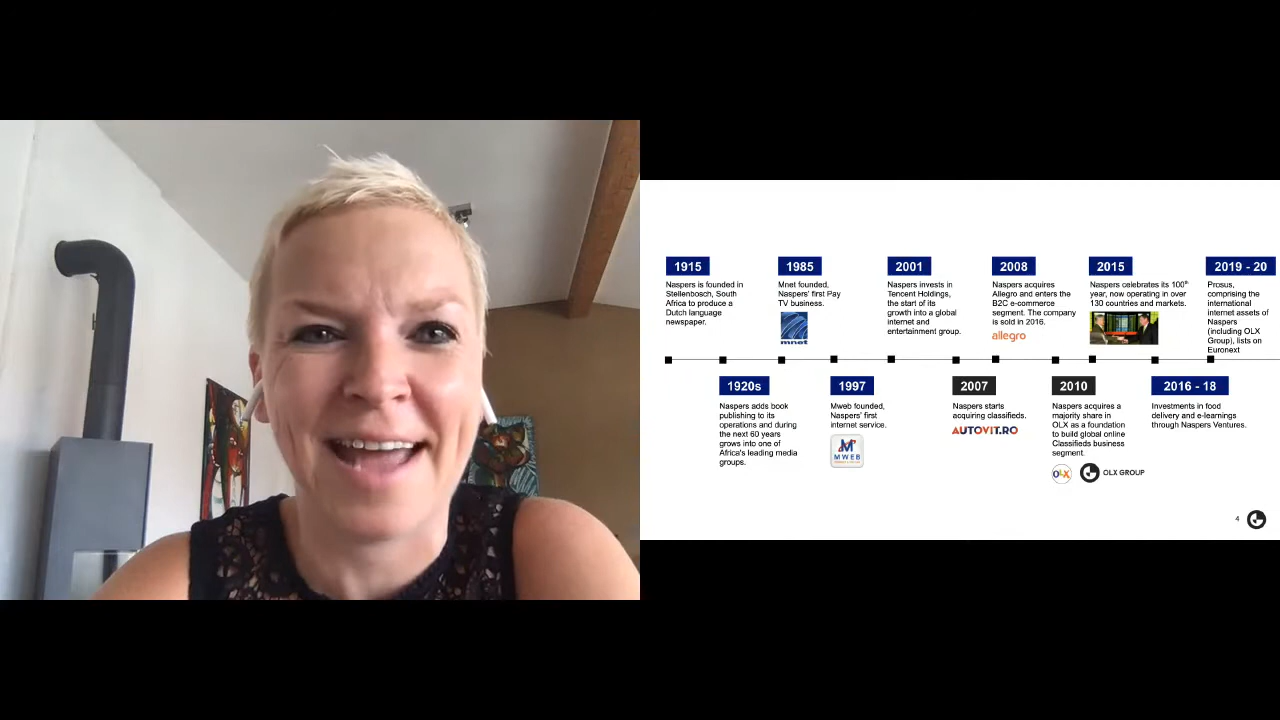 1915
Naspers is founded in
Stellenbosch, South
Africa to produce a
Dutch language
newspaper.
1985
Mnet founded,
Naspers' first Pay
TV business.
mnet
2001
Naspers invests in
Tencent Holdings,
the start of its
growth into a global
internet and
entertainment group.
2008
Naspers acquires
Allegro and enters the
B2C e-commerce
segment. The company
is sold in 2016.
allegro
2015
Naspers celebrates its 100th
year, now operating in over
130 countries and markets.
2019 - 20
Prosus,
comprising the
international
internet assets of
Naspers
(including OLX
Group), lists on
Euronext
1920s
Naspers adds book
publishing to its
operations and during
the next 60 years
grows into one of
Africa's leading media
groups.
1997
Mweb founded,
Naspers' first
internet service.
MWEB
2007
Naspers starts
acquiring classifieds.
AUTOVIT.RO
2010
Naspers acquires a
majority share in
OLX as a foundation
to build global online
Classifieds business
segment.
OLX
OLX GROUP
2016 - 18
Investments in food
delivery and e-learnings
through Naspers Ventures.
4